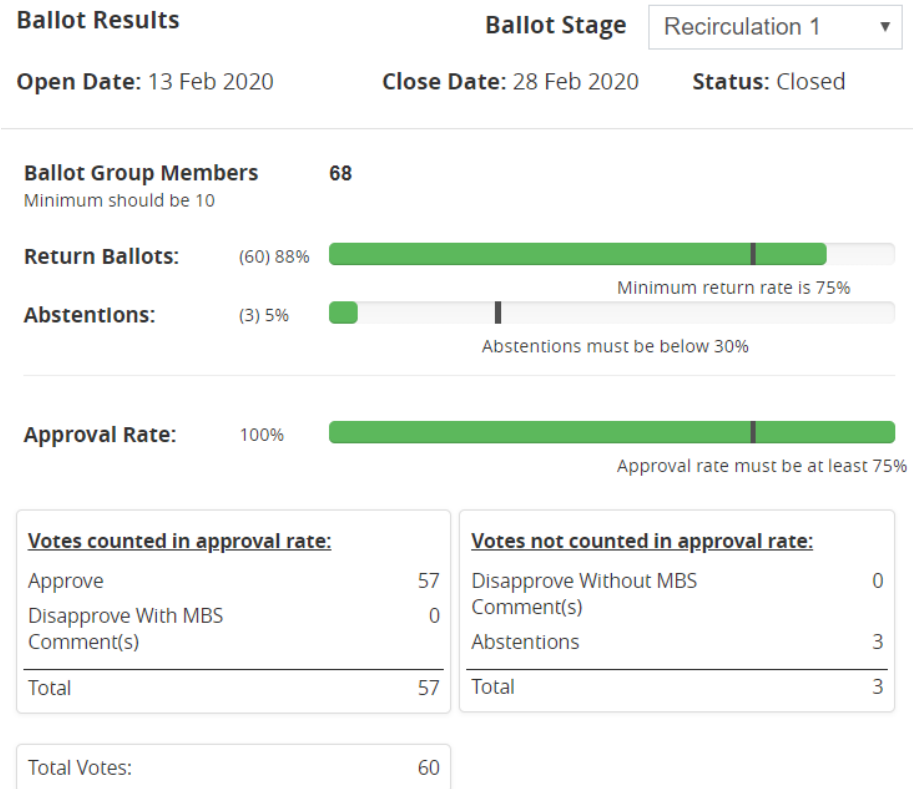 Ballot Results
Ballot Stage
Recirculation 1
Open Date: 13 Feb 2020
Close Date: 28 Feb 2020
Status: Closed
Ballot Group Members 68
Minimum should be 10
Return Ballots: (60) 88%
Minimum return rate is 75%
Abstentions: (3) 5%
Abstentions must be below 30%
Approval Rate: 100%
Approval rate must be at least 75%
Votes counted in approval rate:
Approve 57
Disapprove With MBS 0
Comment(s)
Total 57
Votes not counted in approval rate:
Disapprove Without MBS 0
Comment(s)
Abstentions 3
Total 3
Total Votes: 60